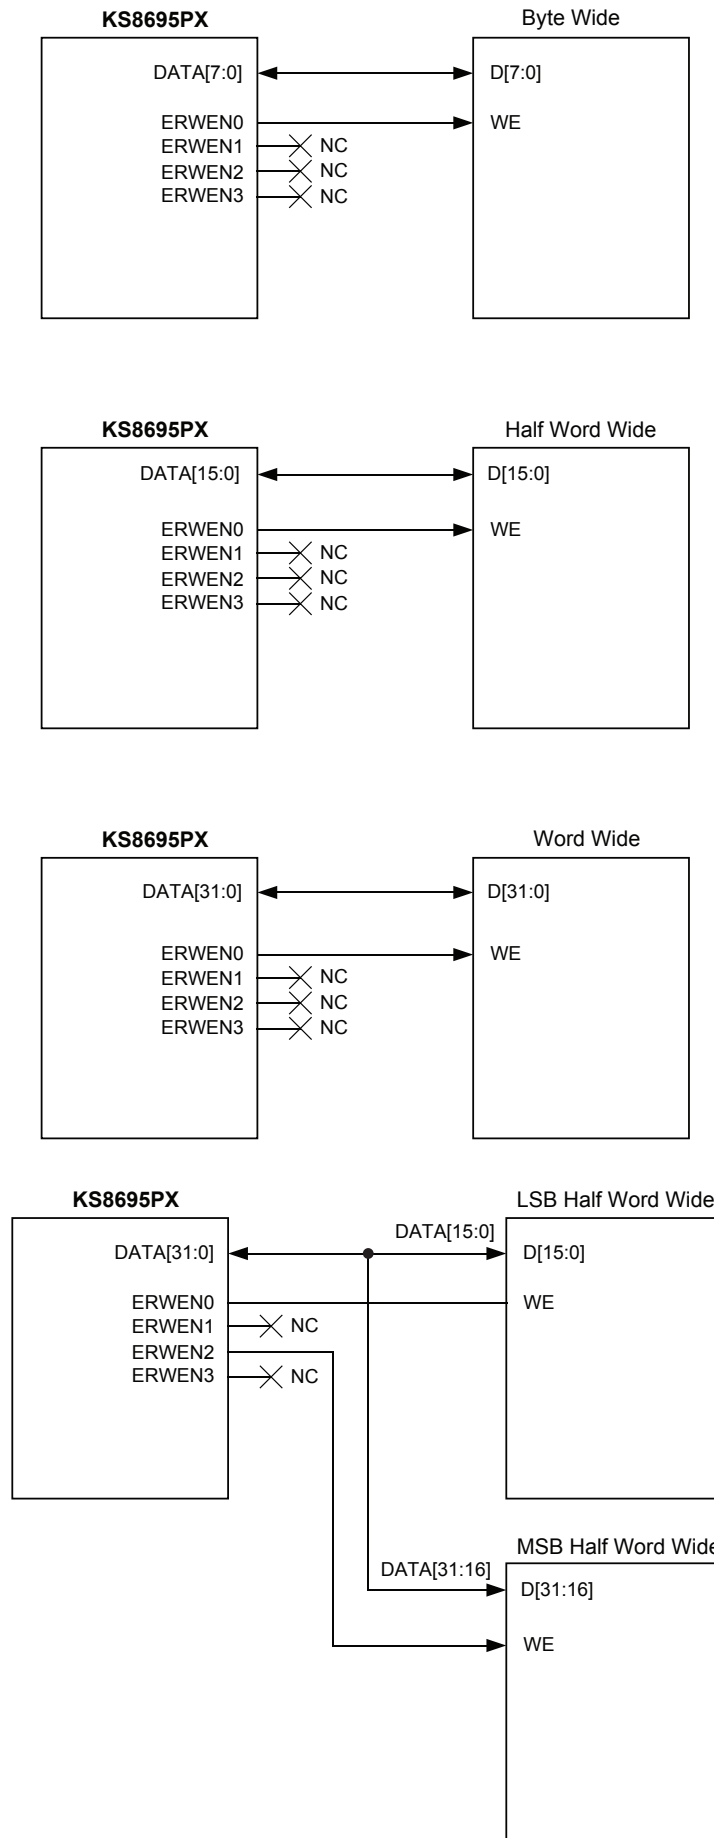 KS8695PX Byte Wide
DATA[7:0] D[7:0]
ERWEN0 WE
ERWEN1 NC
ERWEN2 NC
ERWEN3 NC
KS8695PX Half Word Wide
DATA[15:0] D[15:0]
ERWEN0 WE
ERWEN1 NC
ERWEN2 NC
ERWEN3 NC
KS8695PX Word Wide
DATA[31:0] D[31:0]
ERWEN0 WE
ERWEN1 NC
ERWEN2 NC
ERWEN3 NC
KS8695PX LSB Half Word Wide
DATA[31:0] DATA[15:0] D[15:0]
ERWEN0 WE
ERWEN1 NC
ERWEN2
ERWEN3 NC
MSB Half Word Wide
DATA[31:16] D[31:16]
WE